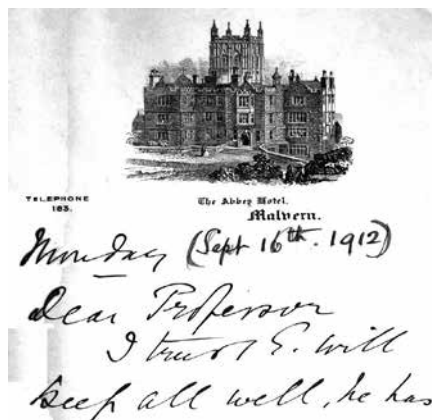 TELEPHONE
183.
The Abbey Hotel.
Malvern.
Monday (Sept 16th. 1912)
Dear Professor
I trust E. will
keep all well, he has